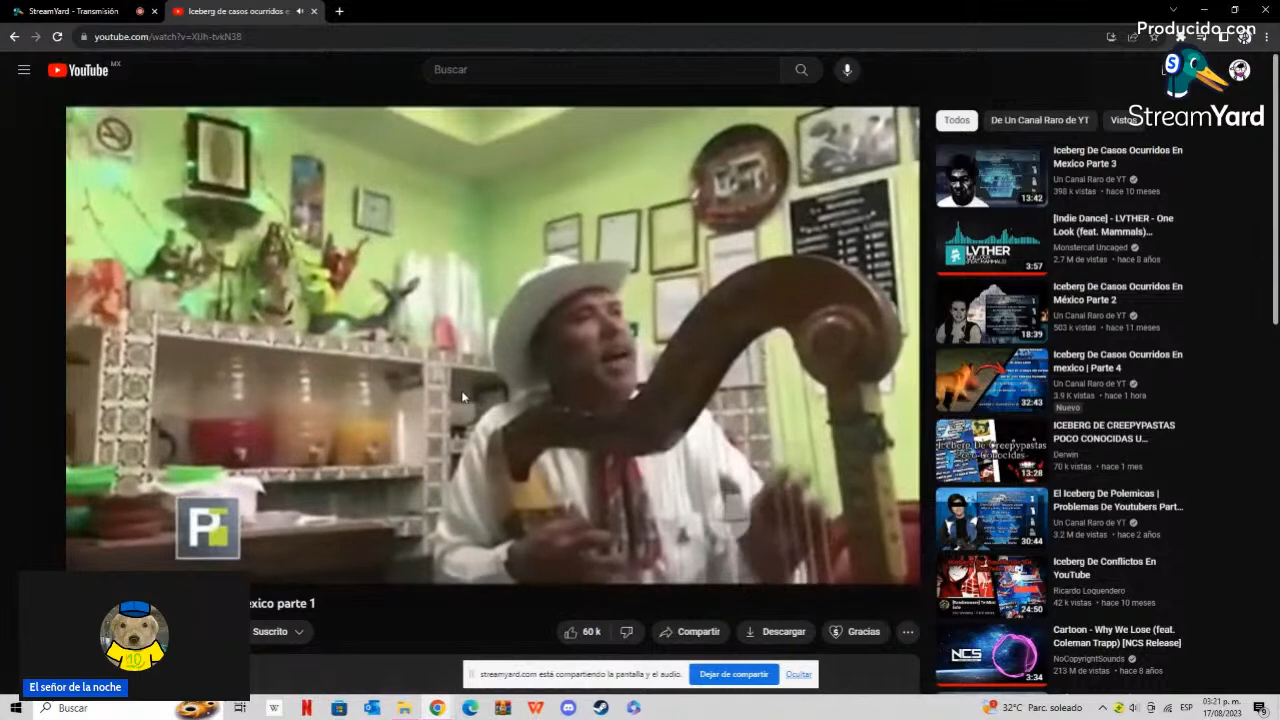 StreamYard - Transmisión
Iceberg de casos ocurridos e
youtube.com/watch?v=XlJh-tvkN38
Producido con
StreamYard
YouTube MX
Buscar
Todos
De Un Canal Raro de YT
Vistos
Iceberg De Casos Ocurridos En
Mexico Parte 3
Un Canal Raro de YT
398 k vistas • hace 10 meses
13:42
[Indie Dance] - LVTHER - One
Look (feat. Mammals)...
Monstercat Uncaged
2.7 M de vistas • hace 8 años
LVTHER
3:57
Iceberg De Casos Ocurridos En
México Parte 2
Un Canal Raro de YT
503 k vistas • hace 11 meses
18:39
Iceberg De Casos Ocurridos En
mexico | Parte 4
Un Canal Raro de YT
3.9 K vistas • hace 1 hora
Nuevo
32:43
ICEBERG DE CREEPYPASTAS
POCO CONOCIDAS U...
Derwin
70 k vistas • hace 1 mes
Iceberg De Creepypastas
Poco Conocidas
13:28
El Iceberg De Polemicas |
Problemas De Youtubers Part...
Un Canal Raro de YT
3.2 M de vistas • hace 2 años
30:44
Iceberg De Conflictos En
YouTube
Ricardo Loquendero
42 k vistas • hace 10 meses
24:50
Cartoon - Why We Lose (feat.
Coleman Trapp) [NCS Release]
NoCopyrightSounds
213 M de vistas • hace 8 años
NCS
3:34
P
exico parte 1
Suscrito
60 k
Compartir
Descargar
Gracias
10
El señor de la noche
streamyard.com está compartiendo la pantalla y el audio.
Dejar de compartir
Ocultar
Buscar
32°C Parc. soleado
ESP
03:21 p. m.
17/08/2023